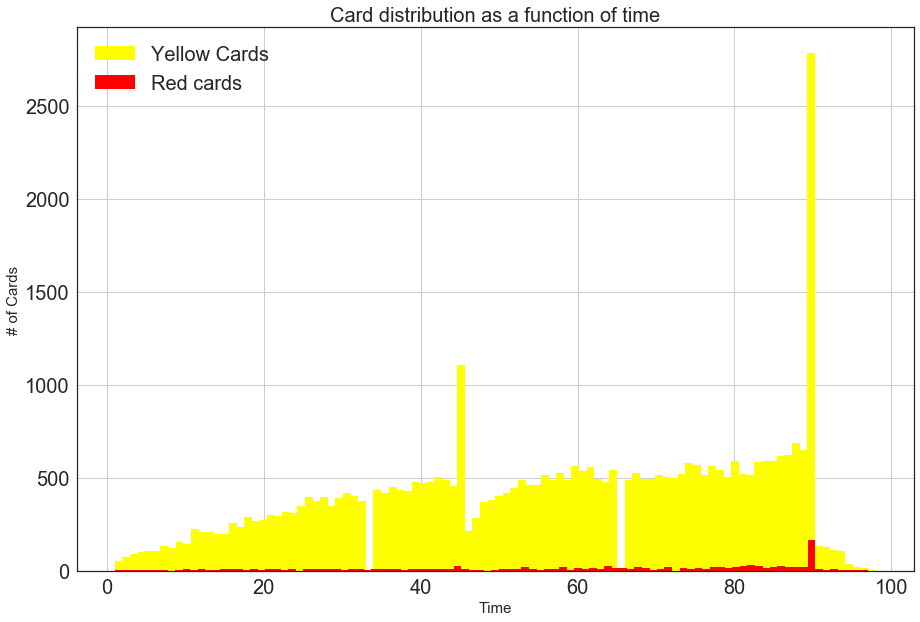 Card distribution as a function of time
Yellow Cards
Red cards
2500
2000
1500
1000
500
0
# of Cards
0 20 40 60 80 100
Time